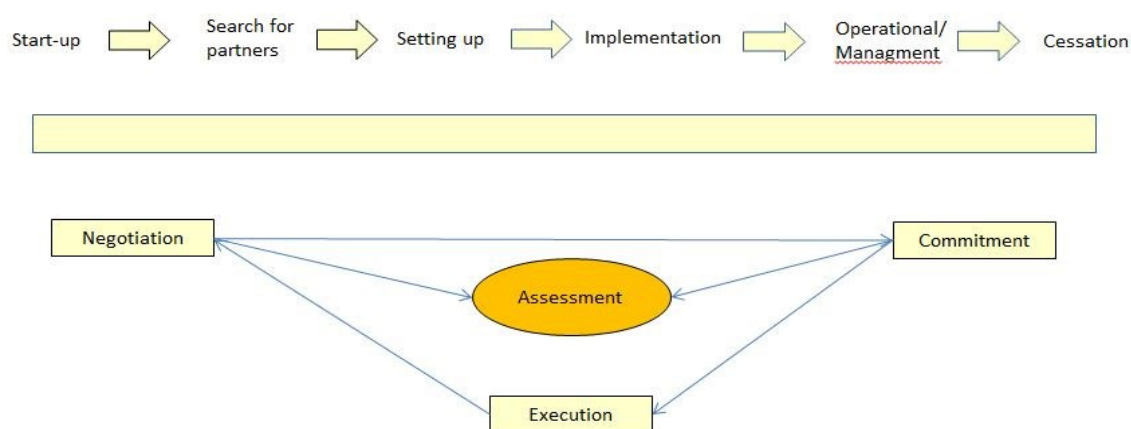 Start-up
Search for
partners
Setting up
Implementation
Operational/
Managment
Cessation
Negotiation
Commitment
Assessment
Execution